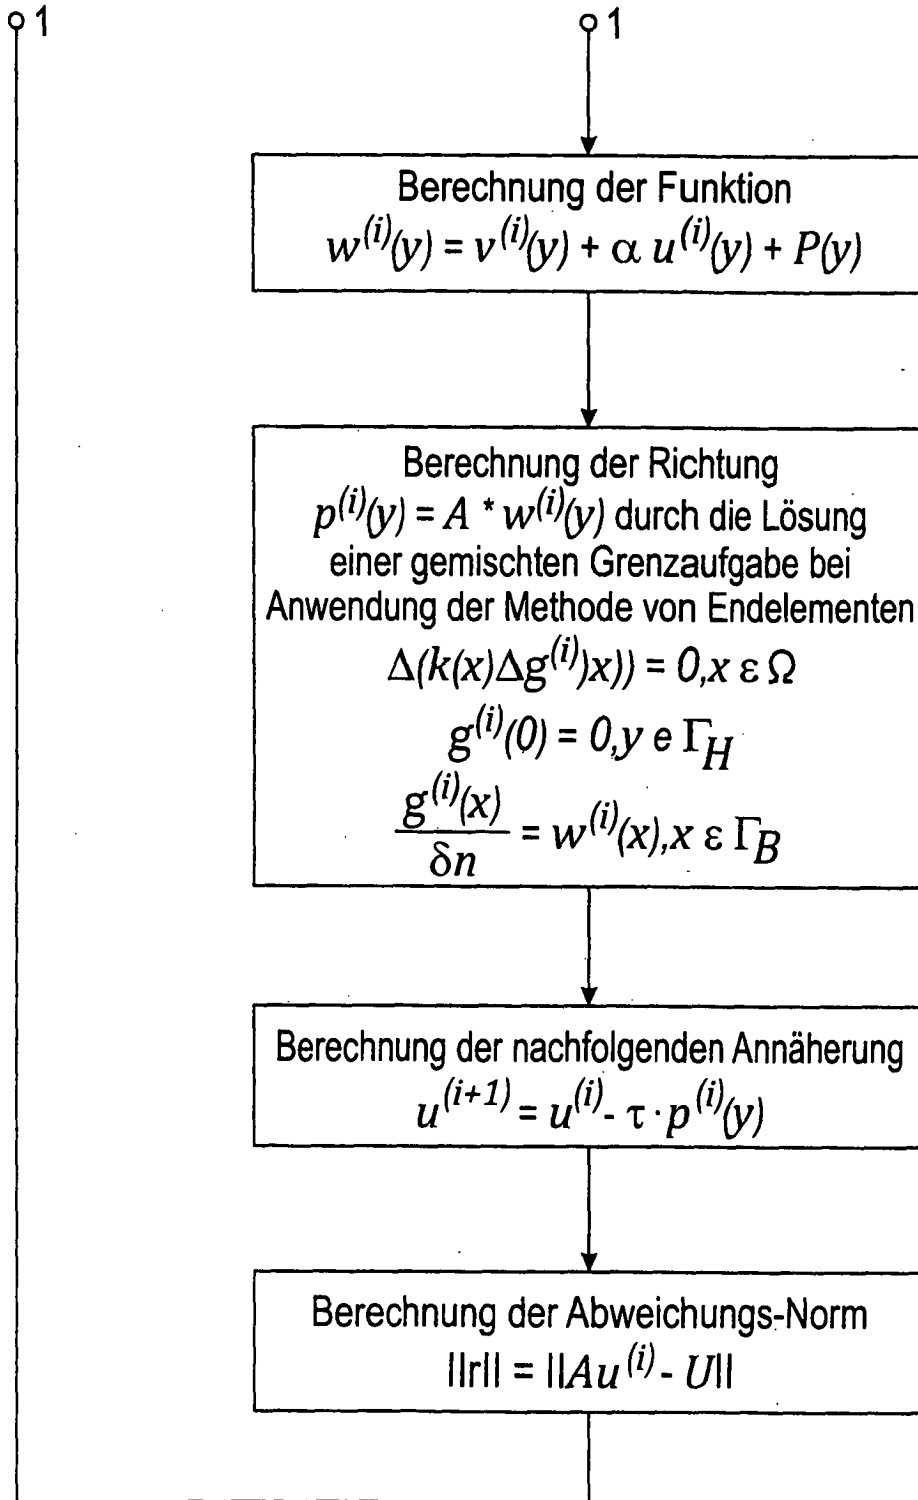 1
1
Berechnung der Funktion
w^(i)(y) = v^(i)(y) + α u^(i)(y) + P(y)
Berechnung der Richtung
p^(i)(y) = A * w^(i)(y) durch die Lösung
einer gemischten Grenzaufgabe bei
Anwendung der Methode von Endelementen
Δ(k(x)Δg^(i))x)) = 0,x ε Ω
g^(i)(0) = 0,y e Γ_H
g^(i)(x)/δn = w^(i)(x),x ε Γ_B
Berechnung der nachfolgenden Annäherung
u^(i+1) = u^(i) - τ · p^(i)(y)
Berechnung der Abweichungs-Norm
||r|| = ||Au^(i) - U||